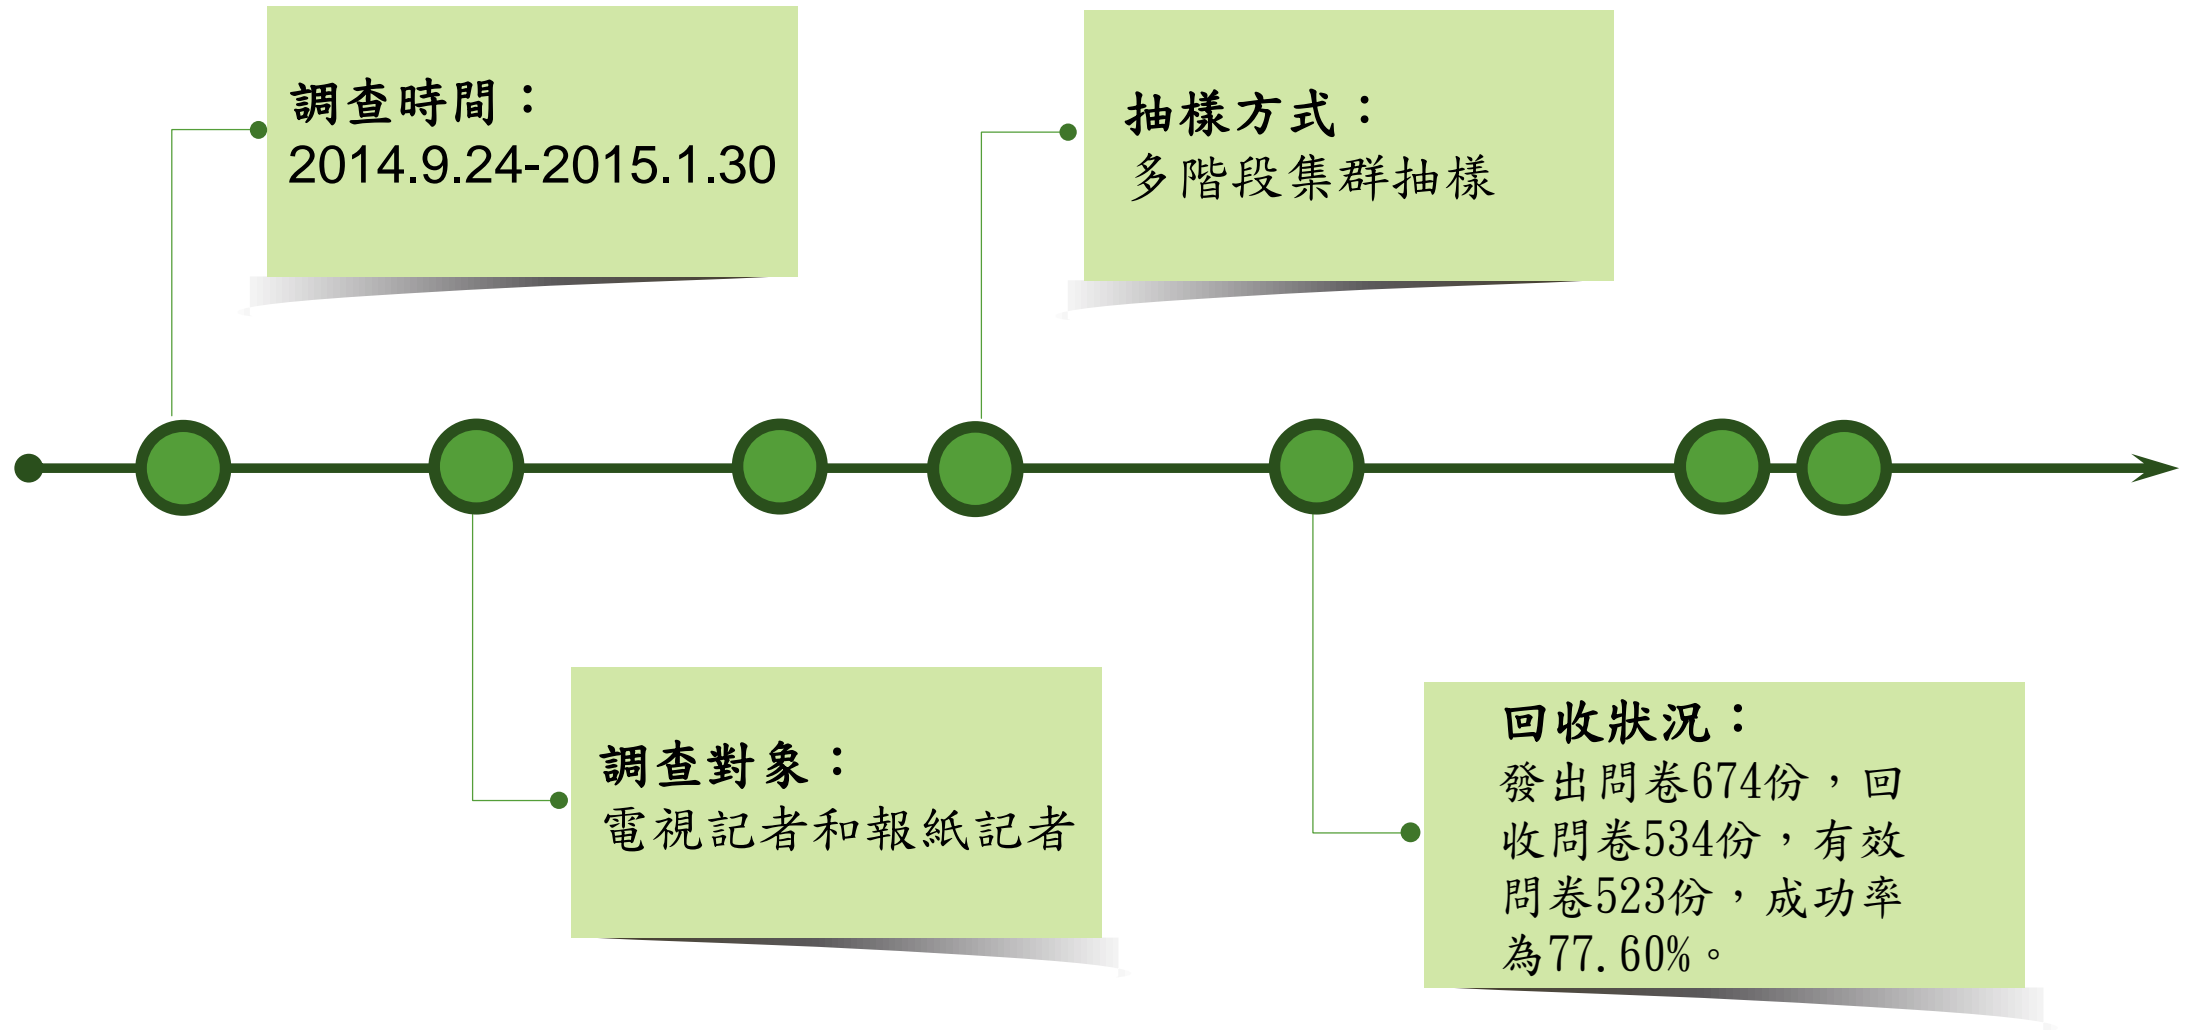 調查時間：
2014.9.24-2015.1.30
抽樣方式：
多階段集群抽樣
調查對象：
電視記者和報紙記者
回收狀況：
發出問卷674份，回
收問卷534份，有效
問卷523份，成功率
為77.60%。